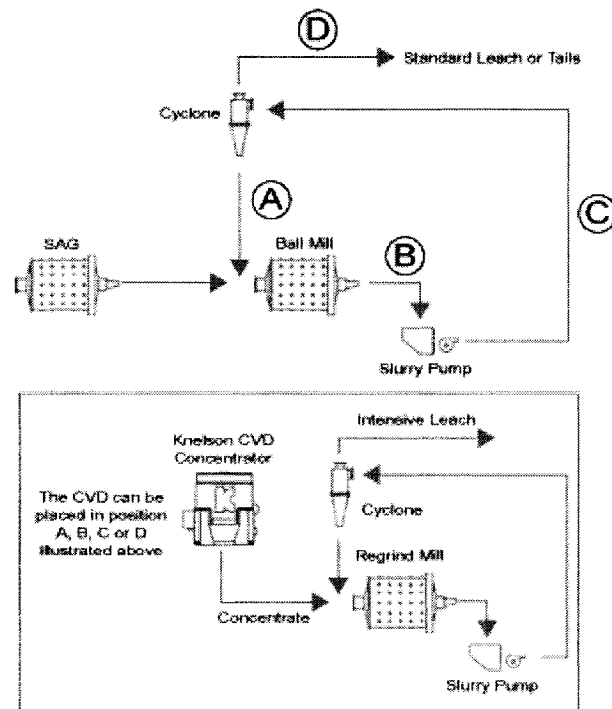 D
Standard Leach or Tails
Cyclone
A
C
SAG
Ball Mill
B
Slurry Pump
Knelson CVD
Concentrator
Intensive Leach
The CVD can be
placed in position
A, B, C or D
illustrated above
Cyclone
Regrind Mill
Concentrate
Slurry Pump